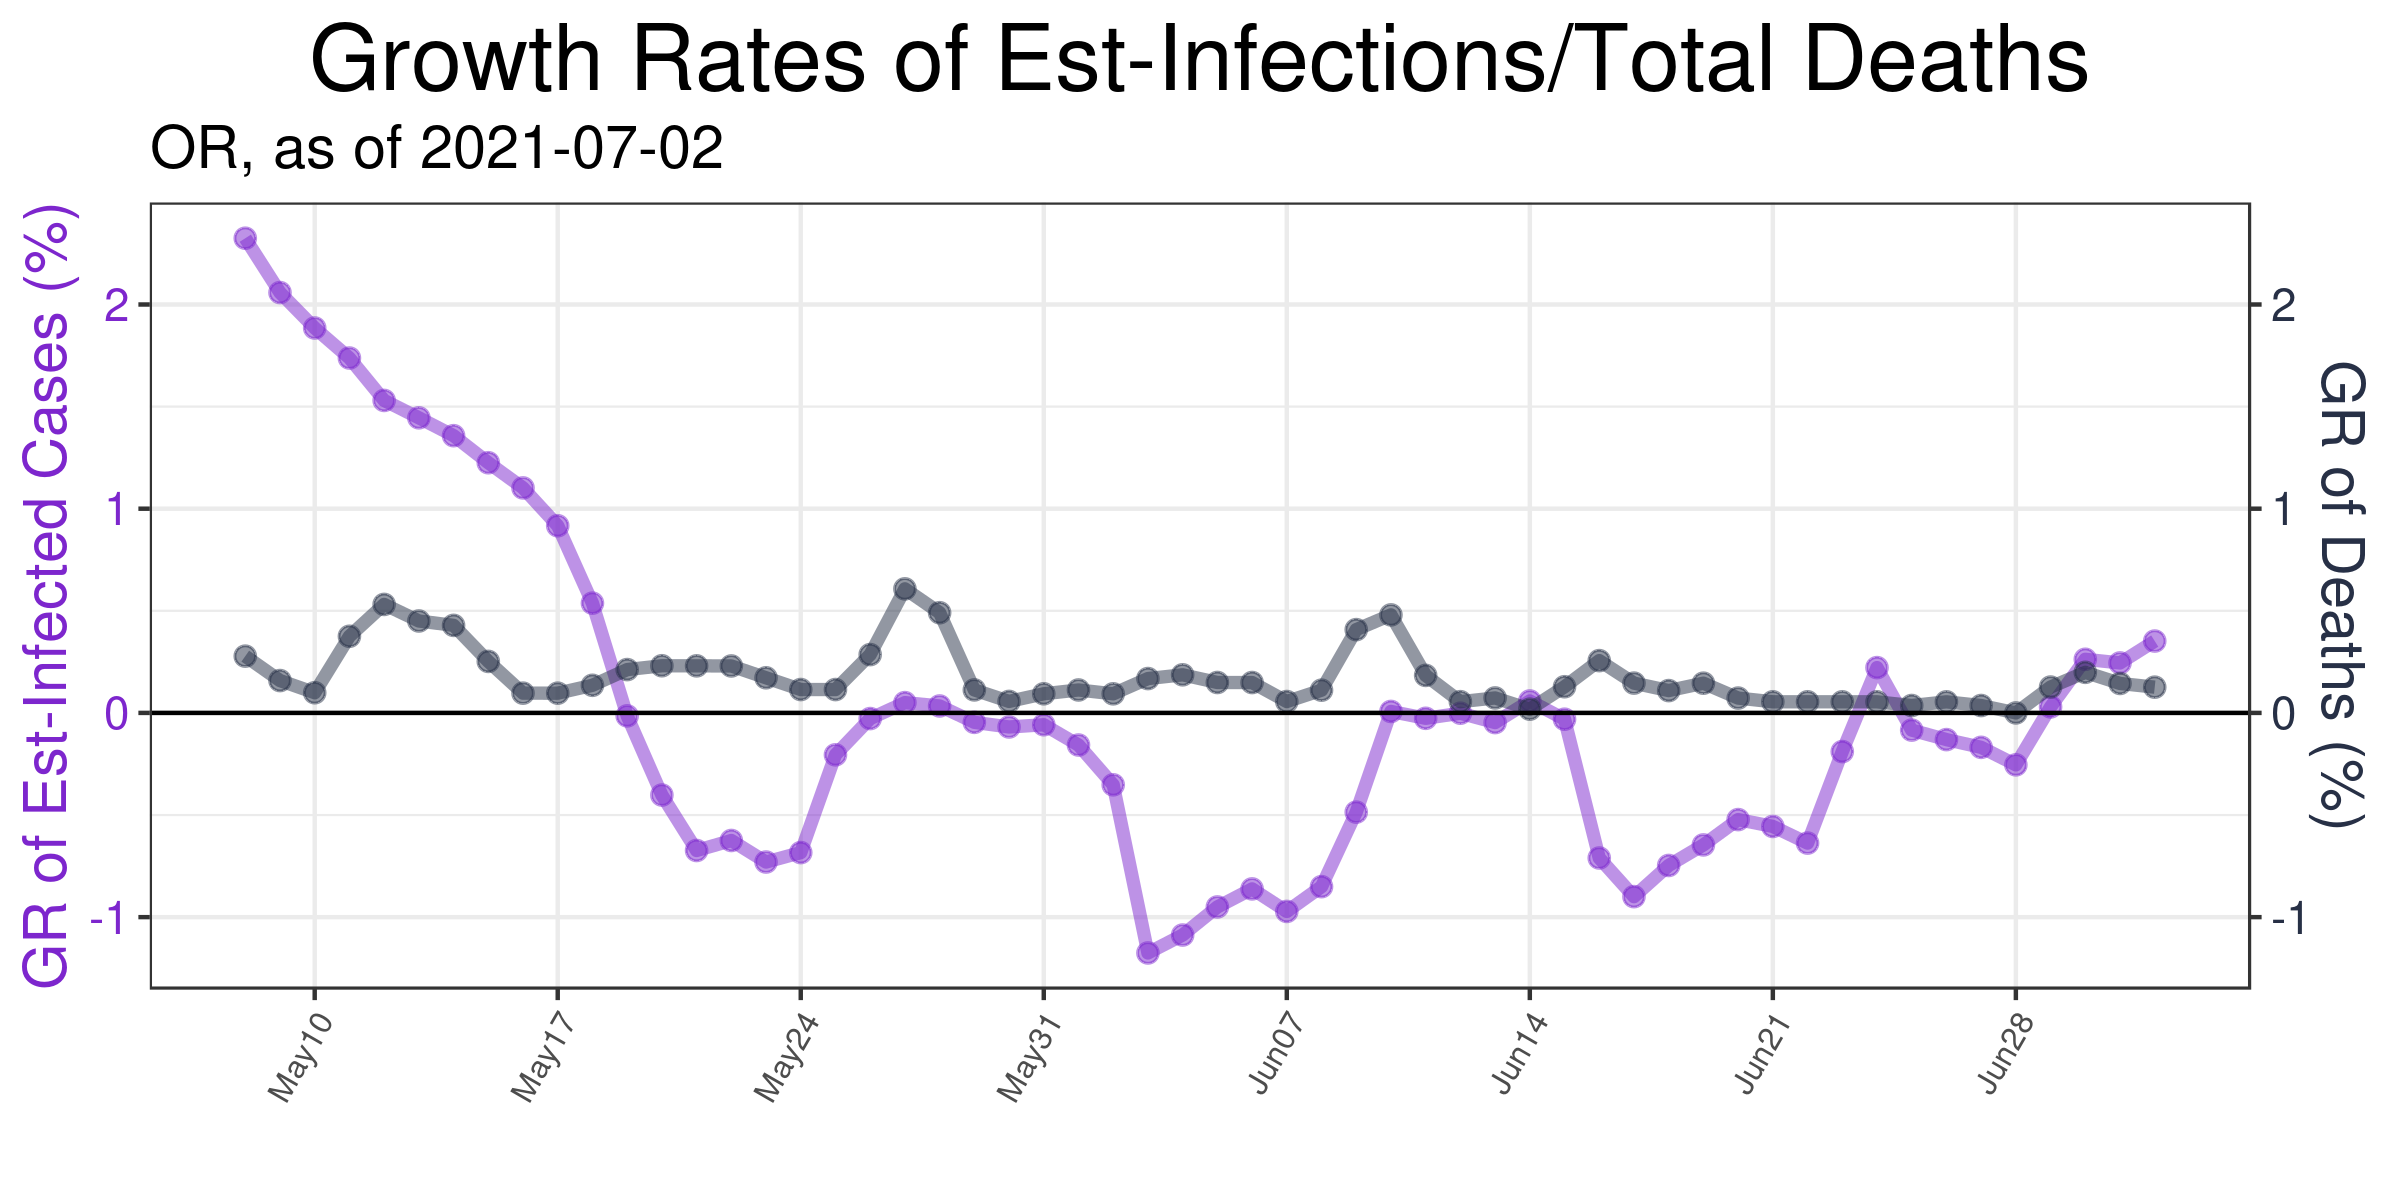 Growth Rates of Est-Infections/Total Deaths
OR, as of 2021-07-02
GR of Est-Infected Cases (%)
2
1
0
-1
2
1
0
-1
GR of Deaths (%)
May10
May17
May24
May31
Jun07
Jun14
Jun21
Jun28